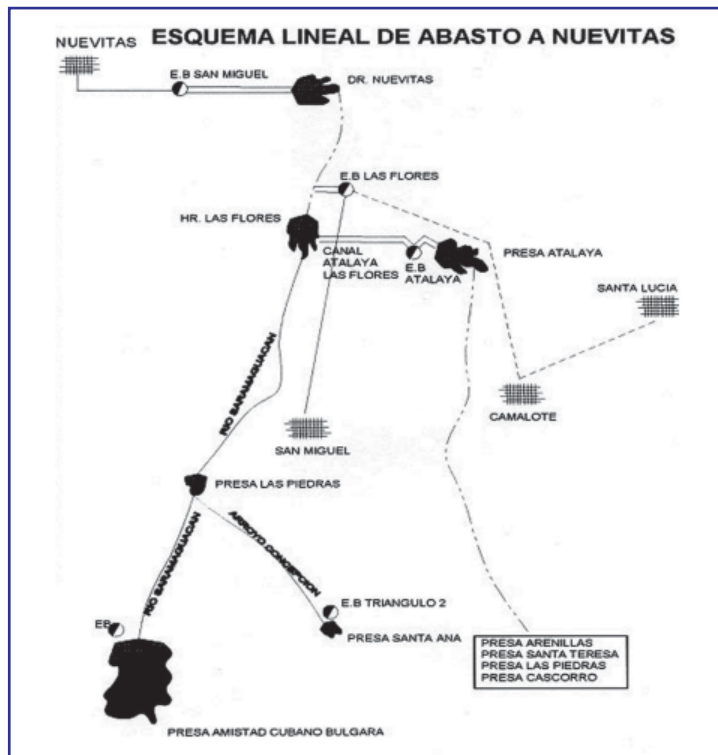 ESQUEMA LINEAL DE ABASTO A NUEVITAS
NUEVITAS
E.B SAN MIGUEL
DR. NUEVITAS
E.B LAS FLORES
HR. LAS FLORES
CANAL
ATALAYA
LAS FLORES
E.B
ATALAYA
PRESA ATALAYA
SANTA LUCIA
CAMALOTE
RIO SARAMAGUACAN
SAN MIGUEL
PRESA LAS PIEDRAS
RIO SARAMAGUACAN
ARROYO CONCEPCION
E.B TRIANGULO 2
PRESA SANTA ANA
EB
PRESA ARENILLAS
PRESA SANTA TERESA
PRESA LAS PIEDRAS
PRESA CASCORRO
PRESA AMISTAD CUBANO BULGARA